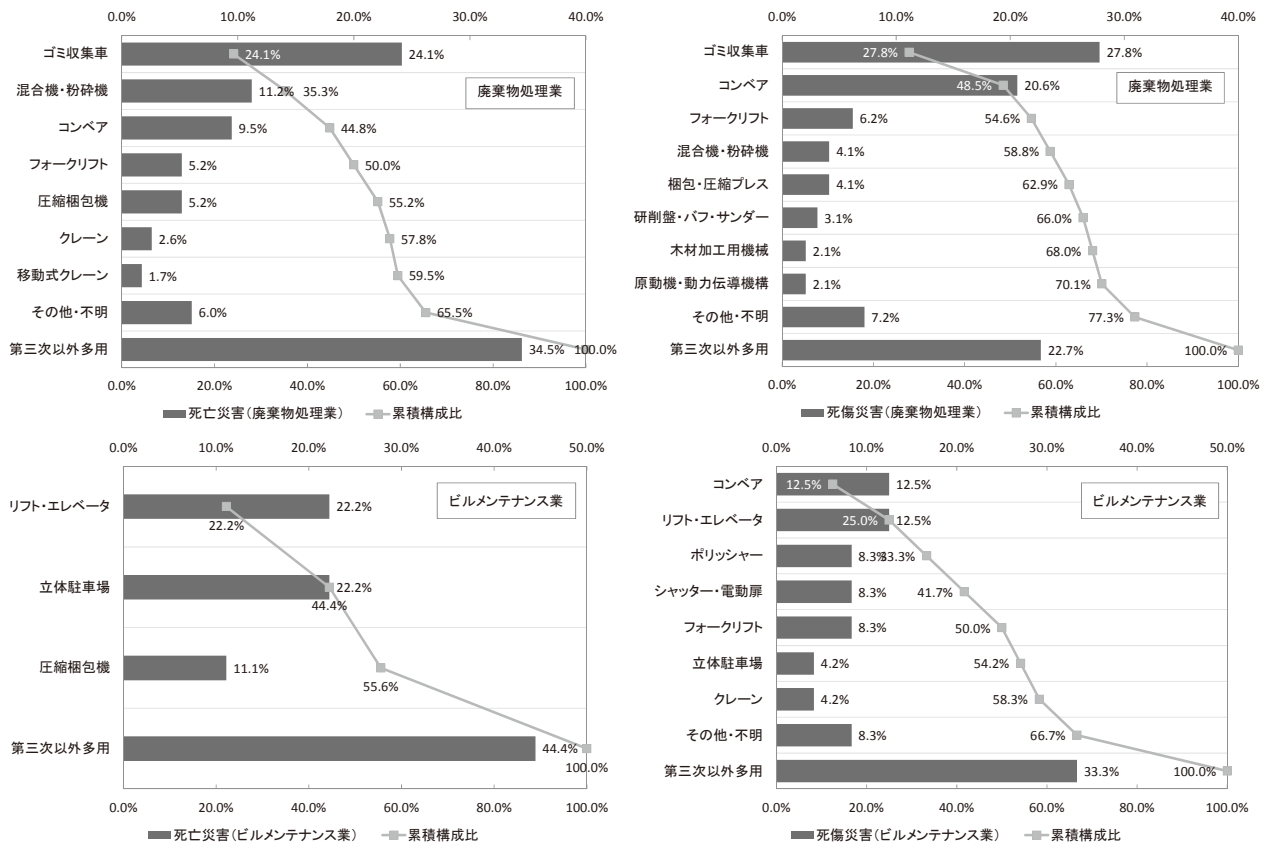 0.0% 10.0% 20.0% 30.0% 40.0%
廃棄物処理業
ゴミ収集車 24.1% 24.1%
混合機・粉砕機 11.2% 35.3%
コンベア 9.5% 44.8%
フォークリフト 5.2% 50.0%
圧縮梱包機 5.2% 55.2%
クレーン 2.6% 57.8%
移動式クレーン 1.7% 59.5%
その他・不明 6.0% 65.5%
第三次以外多用 34.5% 100.0%
0.0% 20.0% 40.0% 60.0% 80.0% 100.0%
死亡災害(廃棄物処理業) 累積構成比
0.0% 10.0% 20.0% 30.0% 40.0%
廃棄物処理業
ゴミ収集車 27.8% 27.8%
コンベア 48.5% 20.6%
フォークリフト 6.2% 54.6%
混合機・粉砕機 4.1% 58.8%
梱包・圧縮プレス 4.1% 62.9%
研削盤・バフ・サンダー 3.1% 66.0%
木材加工用機械 2.1% 68.0%
原動機・動力伝導機構 2.1% 70.1%
その他・不明 7.2% 77.3%
第三次以外多用 22.7% 100.0%
0.0% 20.0% 40.0% 60.0% 80.0% 100.0%
死傷災害(廃棄物処理業) 累積構成比
0.0% 10.0% 20.0% 30.0% 40.0% 50.0%
ビルメンテナンス業
リフト・エレベータ 22.2%
22.2%
立体駐車場 22.2%
44.4%
圧縮梱包機 11.1%
55.6%
第三次以外多用 44.4%
100.0%
0.0% 20.0% 40.0% 60.0% 80.0% 100.0%
死亡災害(ビルメンテナンス業) 累積構成比
0.0% 10.0% 20.0% 30.0% 40.0% 50.0%
ビルメンテナンス業
コンベア 12.5% 12.5%
リフト・エレベータ 25.0% 12.5%
ポリッシャー 8.3% 33.3%
シャッター・電動扉 8.3% 41.7%
フォークリフト 8.3% 50.0%
立体駐車場 4.2% 54.2%
クレーン 4.2% 58.3%
その他・不明 8.3% 66.7%
第三次以外多用 33.3% 100.0%
0.0% 20.0% 40.0% 60.0% 80.0% 100.0%
死傷災害(ビルメンテナンス業) 累積構成比